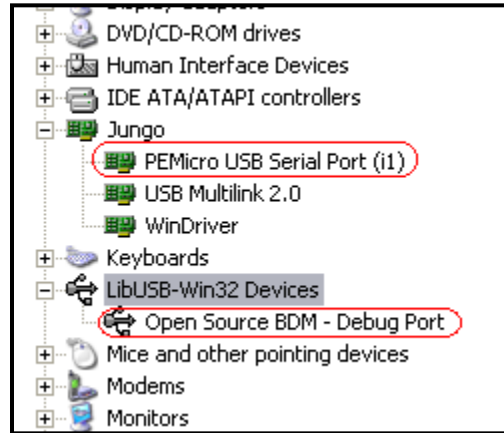 DVD/CD-ROM drives
Human Interface Devices
IDE ATA/ATAPI controllers
Jungo
PEMicro USB Serial Port (i1)
USB Multilink 2.0
WinDriver
Keyboards
LibUSB-Win32 Devices
Open Source BDM - Debug Port
Mice and other pointing devices
Modems
Monitors